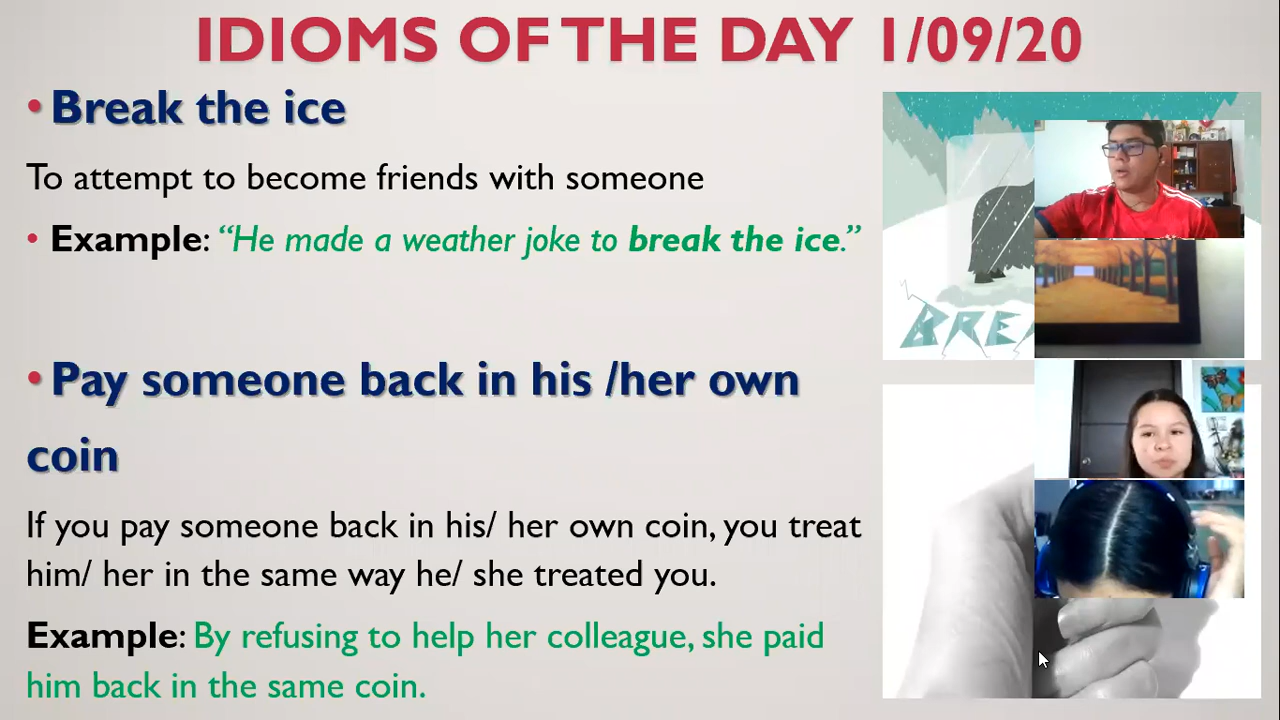 IDIOMS OF THE DAY 1/09/20
• Break the ice
To attempt to become friends with someone
• Example: “He made a weather joke to break the ice.”
• Pay someone back in his /her own
coin
If you pay someone back in his/ her own coin, you treat
him/ her in the same way he/ she treated you.
Example: By refusing to help her colleague, she paid
him back in the same coin.